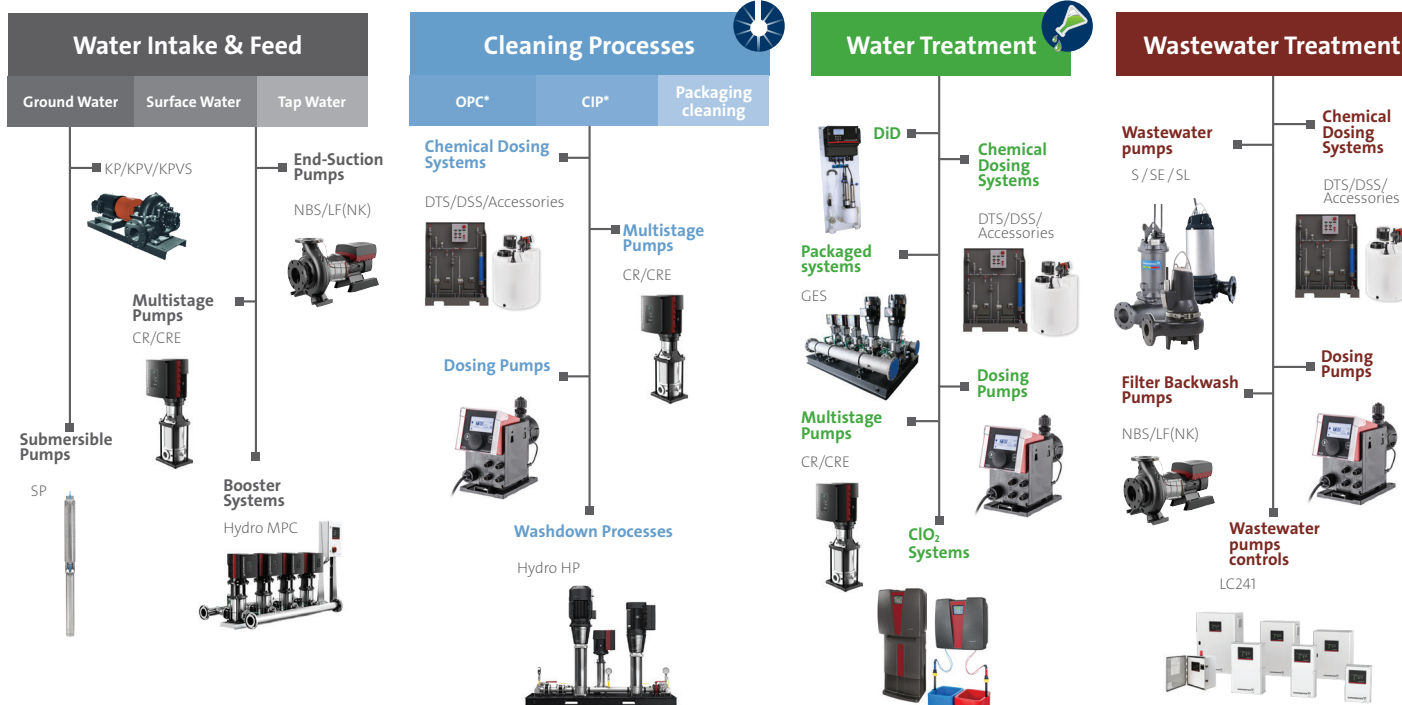 Water Intake & Feed
Ground Water
Surface Water
Tap Water
KP/KPV/KPVS
End-Suction
Pumps
NBS/LF(NK)
Multistage
Pumps
CR/CRE
Submersible
Pumps
SP
Booster
Systems
Hydro MPC
Cleaning Processes
OPC*
CIP*
Packaging
cleaning
Chemical Dosing
Systems
DTS/DSS/Accessories
Multistage
Pumps
CR/CRE
Dosing Pumps
Washdown Processes
Hydro HP
Water Treatment
DiD
Chemical
Dosing
Systems
DTS/DSS/
Accessories
Packaged
systems
GES
Dosing
Pumps
Multistage
Pumps
CR/CRE
ClO₂
Systems
Wastewater Treatment
Wastewater
pumps
S / SE / SL
Chemical
Dosing
Systems
DTS/DSS/
Accessories
Dosing
Pumps
Filter Backwash
Pumps
NBS/LF(NK)
Wastewater
pumps
controls
LC241